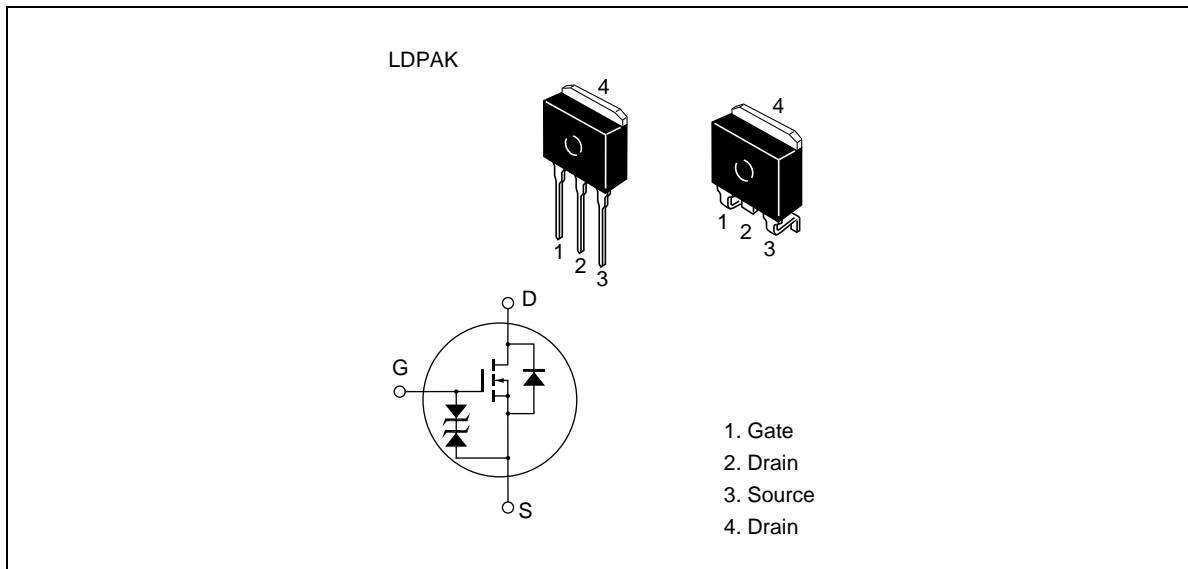 LDPAK
4
4
1
2
3
1
2
3
D
G
S
1. Gate
2. Drain
3. Source
4. Drain